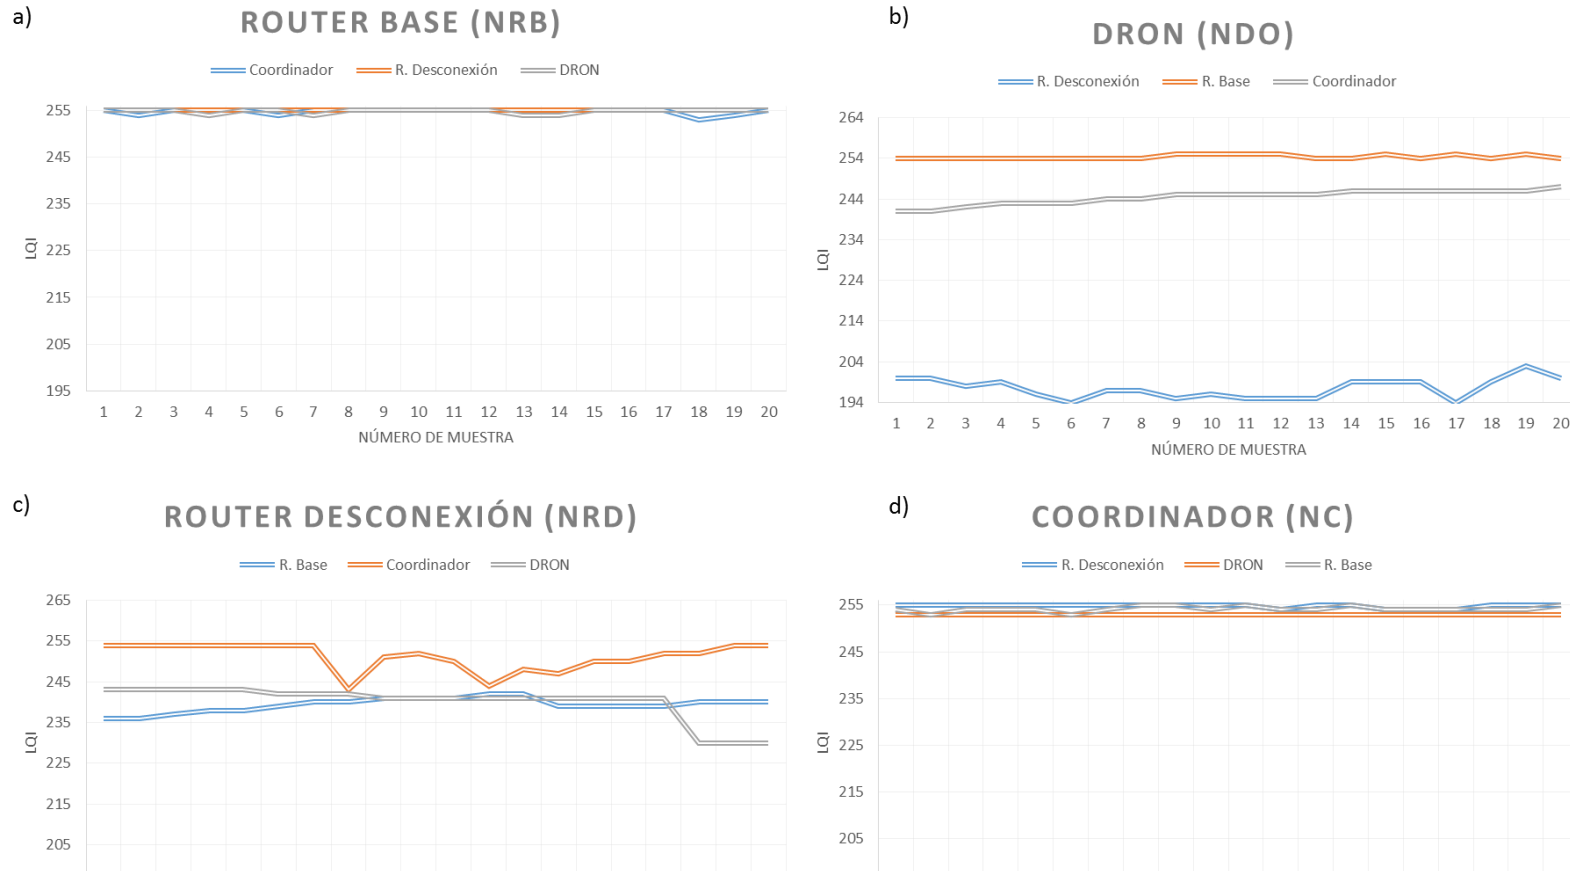 a)
ROUTER BASE (NRB)
Coordinador R. Desconexión DRON
255
245
235
225
215
205
195
LQI
1 2 3 4 5 6 7 8 9 10 11 12 13 14 15 16 17 18 19 20
NÚMERO DE MUESTRA
b)
DRON (NDO)
R. Desconexión R. Base Coordinador
264
254
244
234
224
214
204
194
LQI
1 2 3 4 5 6 7 8 9 10 11 12 13 14 15 16 17 18 19 20
NÚMERO DE MUESTRA
c)
ROUTER DESCONEXIÓN (NRD)
R. Base Coordinador DRON
265
255
245
235
225
215
205
LQI
d)
COORDINADOR (NC)
R. Desconexión DRON R. Base
255
245
235
225
215
205
LQI